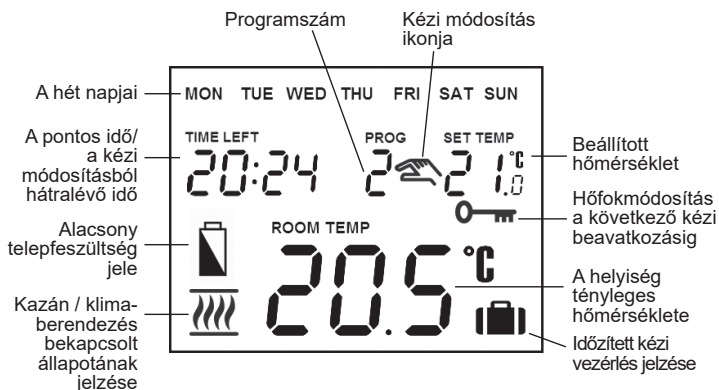 Programszám
Kézi módosítás
ikonja
A hét napjai
MON TUE WED THU FRI SAT SUN
A pontos idő/
a kézi
módosításból
hátralévő idő
TIME LEFT
20:24
PROG
2
SET TEMP
21.0 °C
Beállított
hőmérséklet
Hőfokmódosítás
a következő kézi
beavatkozásig
Alacsony
telepfeszültség
jele
ROOM TEMP
20.5 °C
A helyiség
tényleges
hőmérséklete
Kazán / klíma-
berendezés
bekapcsolt
állapotának
jelzése
Időzített kézi
vezérlés jelzése